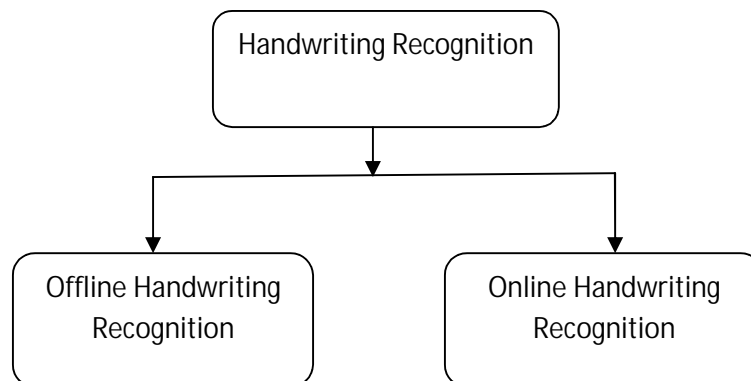 Handwriting Recognition
Offline Handwriting
Recognition
Online Handwriting
Recognition